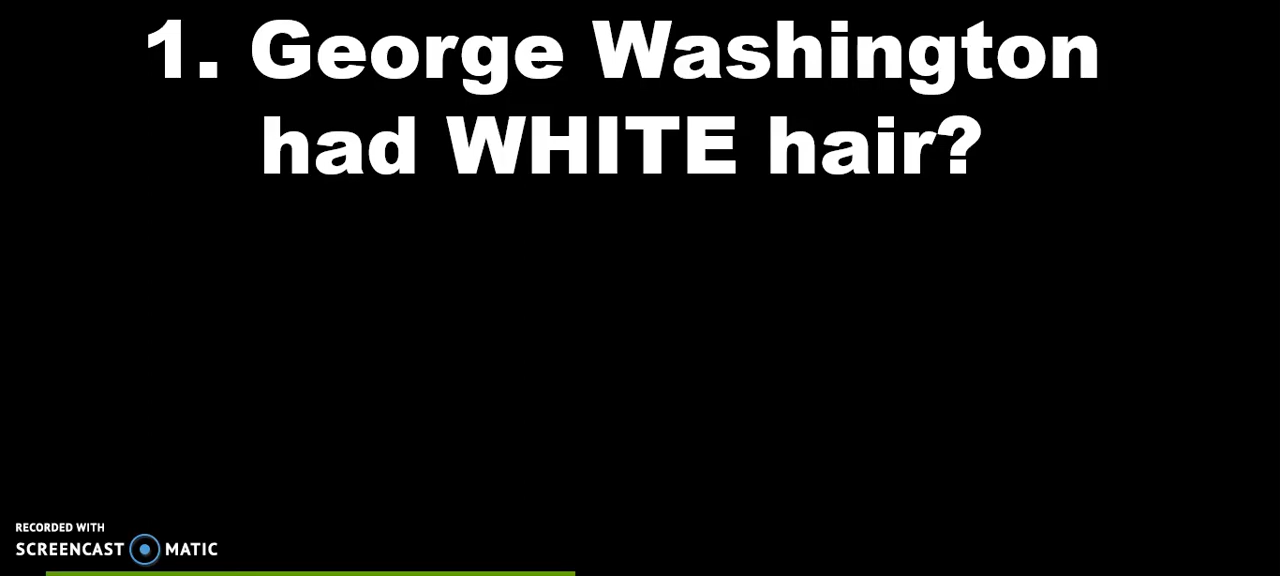 1. George Washington
had WHITE hair?
RECORDED WITH
SCREENCAST MATIC